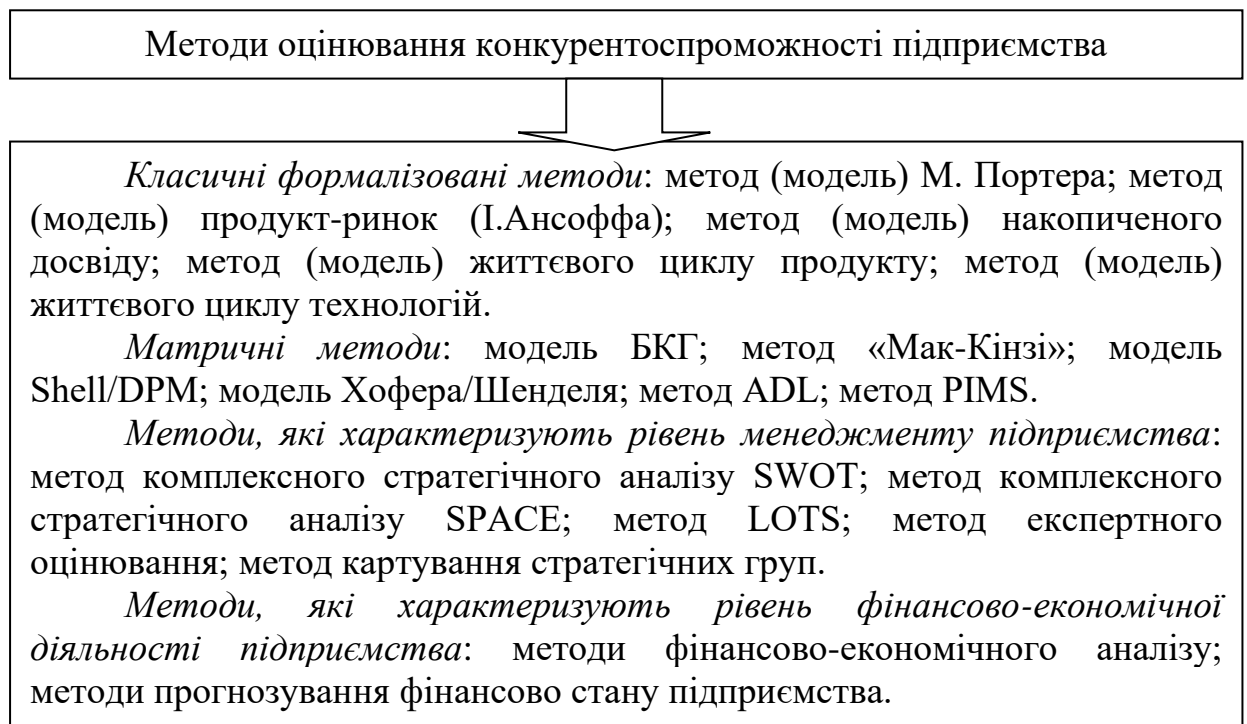 Методи оцінювання конкурентоспроможності підприємства
Класичні формалізовані методи: метод (модель) М. Портера; метод
(модель) продукт-ринок (І.Ансоффа); метод (модель) накопиченого
досвіду; метод (модель) життєвого циклу продукту; метод (модель)
життєвого циклу технологій.
Матричні методи: модель БКГ; метод «Мак-Кінзі»; модель
Shell/DPM; модель Хофера/Шенделя; метод ADL; метод PIMS.
Методи, які характеризують рівень менеджменту підприємства:
метод комплексного стратегічного аналізу SWOT; метод комплексного
стратегічного аналізу SPACE; метод LOTS; метод експертного
оцінювання; метод картування стратегічних груп.
Методи, які характеризують рівень фінансово-економічної
діяльності підприємства: методи фінансово-економічного аналізу;
методи прогнозування фінансово стану підприємства.